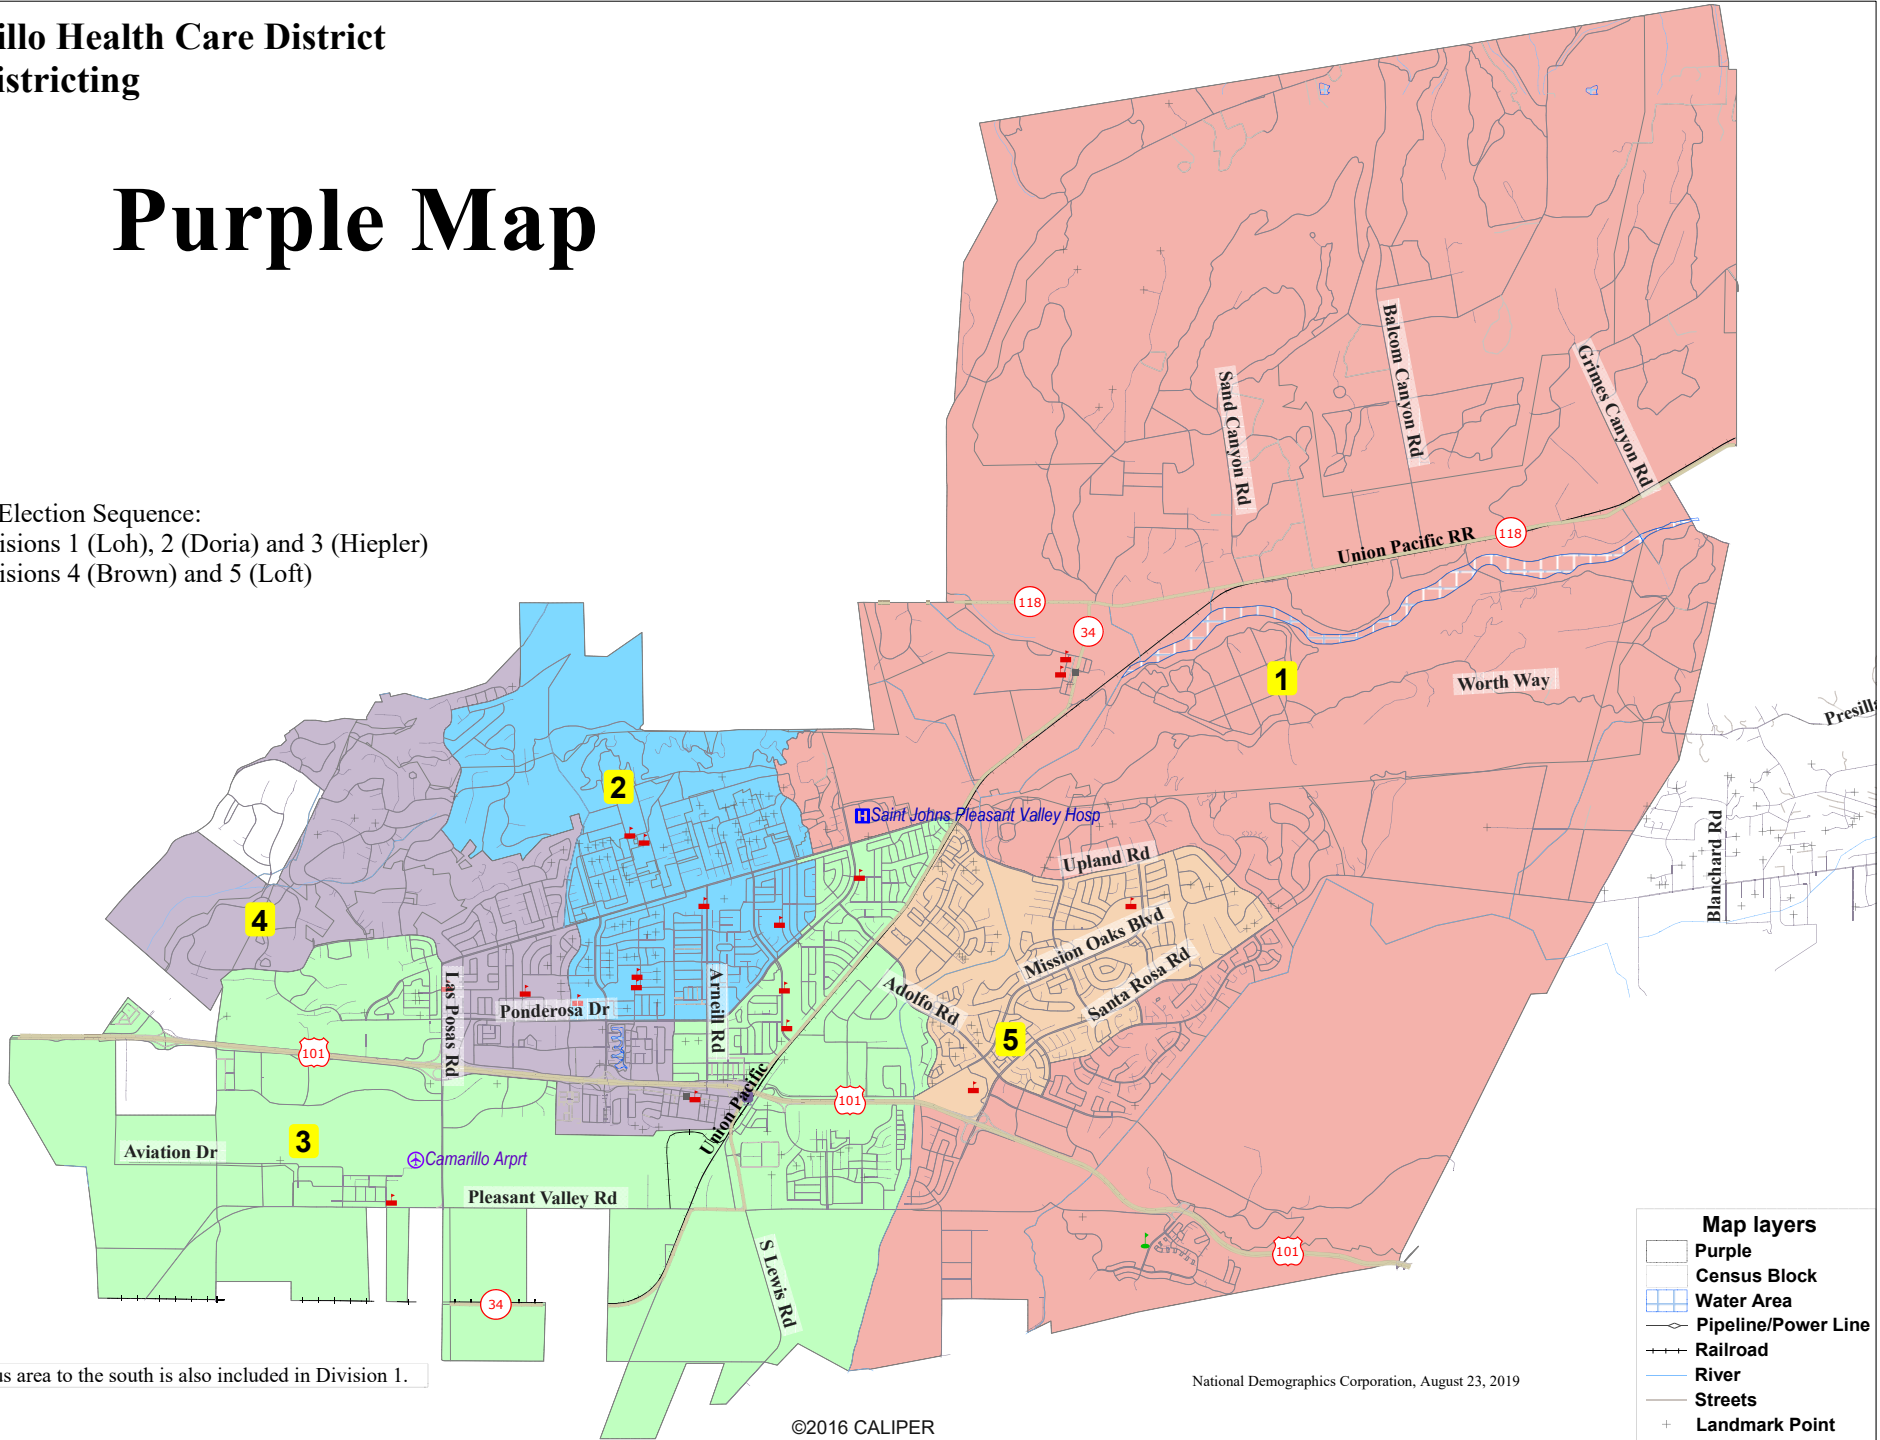 illo Health Care District
istricting
Purple Map
Election Sequence:
isions 1 (Loh), 2 (Doria) and 3 (Hiepler)
isions 4 (Brown) and 5 (Loft)
Balcom Canyon Rd
Grimes Canyon Rd
Sand Canyon Rd
118
Union Pacific RR
118
34
1
Worth Way
Presilla
2
Saint Johns Pleasant Valley Hosp
H
Upland Rd
Blanchard Rd
4
Mission Oaks Blvd
Santa Rosa Rd
Adolfo Rd
Las Posas Rd
Ponderosa Dr
Arneill Rd
5
101
Union Pacific
101
Aviation Dr
3
Camarillo Arprt
Pleasant Valley Rd
S Lewis Rd
101
34
us area to the south is also included in Division 1.
National Demographics Corporation, August 23, 2019
©2016 CALIPER
Map layers
Purple
Census Block
Water Area
Pipeline/Power Line
Railroad
River
Streets
Landmark Point